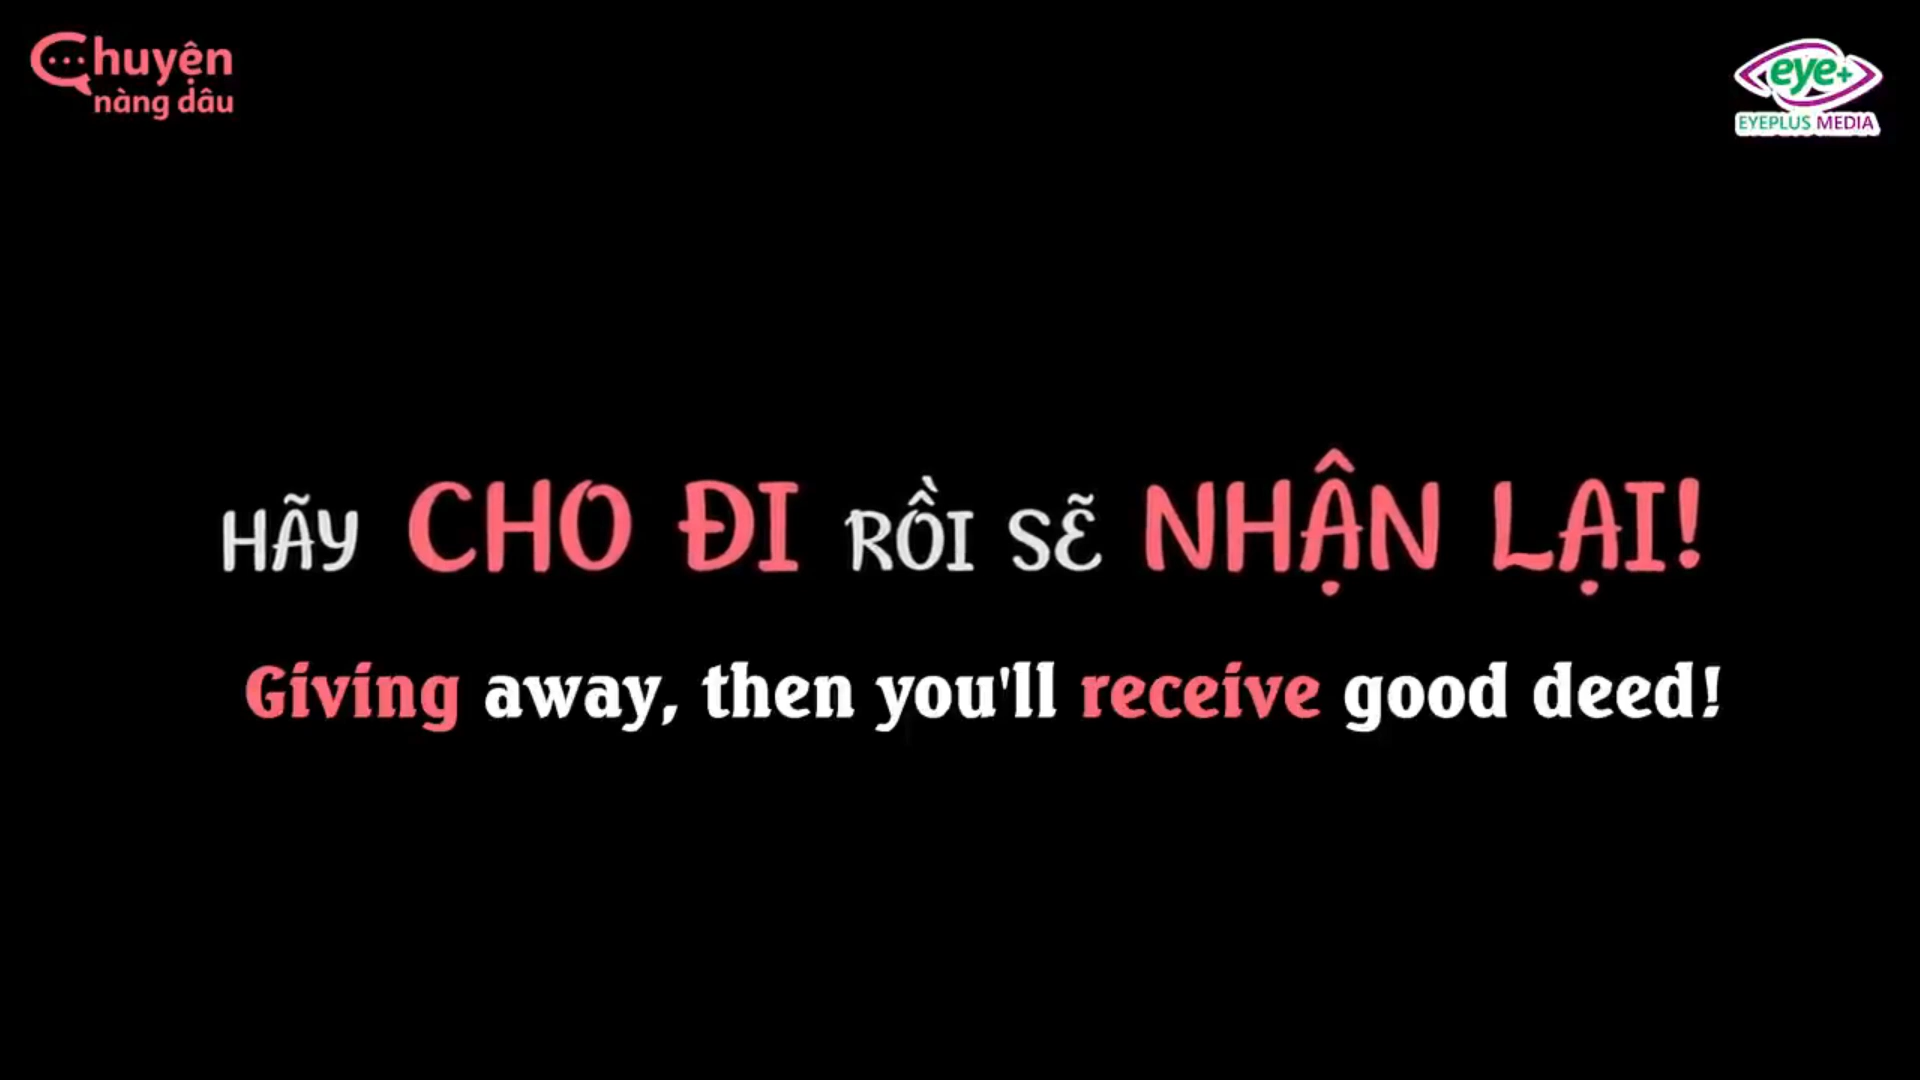 Chuyện
nàng dâu
eye+
EYEPLUS MEDIA
HÃY CHO ĐI RỒI SẼ NHẬN LẠI!
Giving away, then you'll receive good deed!